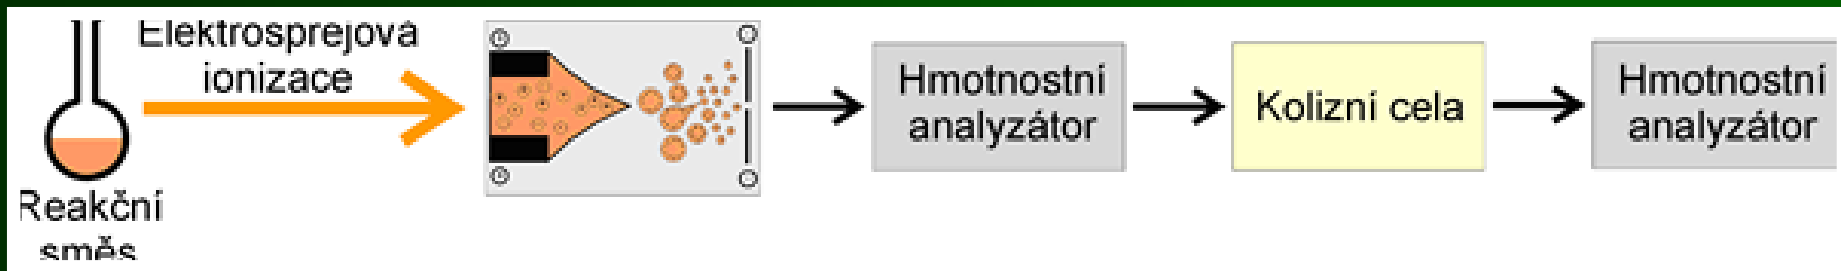 Elektrosprejová
ionizace
Reakční
směs
Hmotnostní
analyzátor
Kolizní cela
Hmotnostní
analyzátor